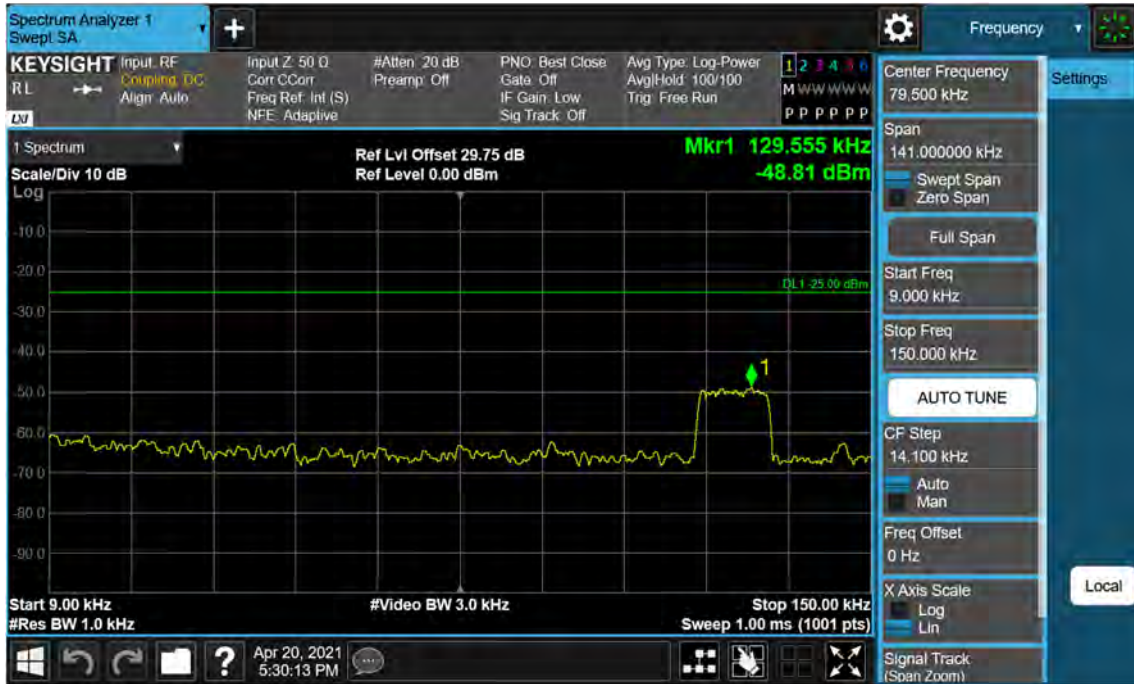 Spectrum Analyzer 1
Swept SA
+
Frequency
KEYSIGHT
Input: RF
Input Z: 50 Ω
#Atten: 20 dB
PNO: Best Close
Avg Type: Log-Power
1 2 3 4 5 6
RL
Coupling: DC
Corr CCorr
Preamp: Off
Gate: Off
Avg|Hold: 100/100
M W W W W W
Align: Auto
Freq Ref: Int (S)
IF Gain: Low
Trig: Free Run
LXI
NFE: Adaptive
Sig Track: Off
P P P P P P
1 Spectrum
Scale/Div 10 dB
Ref Lvl Offset 29.75 dB
Ref Level 0.00 dBm
Mkr1 129.555 kHz
-48.81 dBm
Log
-10.0
-20.0
DL1 -25.00 dBm
-30.0
-40.0
1
-50.0
-60.0
-70.0
-90.0
Start 9.00 kHz
#Video BW 3.0 kHz
Stop 150.00 kHz
#Res BW 1.0 kHz
Sweep 1.00 ms (1001 pts)
?
Apr 20, 2021
5:30:13 PM
Center Frequency
79.500 kHz
Settings
Span
141.000000 kHz
Swept Span
Zero Span
Full Span
Start Freq
9.000 kHz
Stop Freq
150.000 kHz
AUTO TUNE
CF Step
14.100 kHz
Auto
Man
Freq Offset
0 Hz
X Axis Scale
Log
Lin
Local
Signal Track
(Span Zoom)